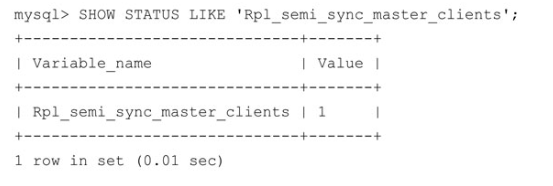 mysql> SHOW STATUS LIKE 'Rpl_semi_sync_master_clients';
+------------------------------+-------+
| Variable_name                | Value |
+------------------------------+-------+
| Rpl_semi_sync_master_clients | 1     |
+------------------------------+-------+
1 row in set (0.01 sec)